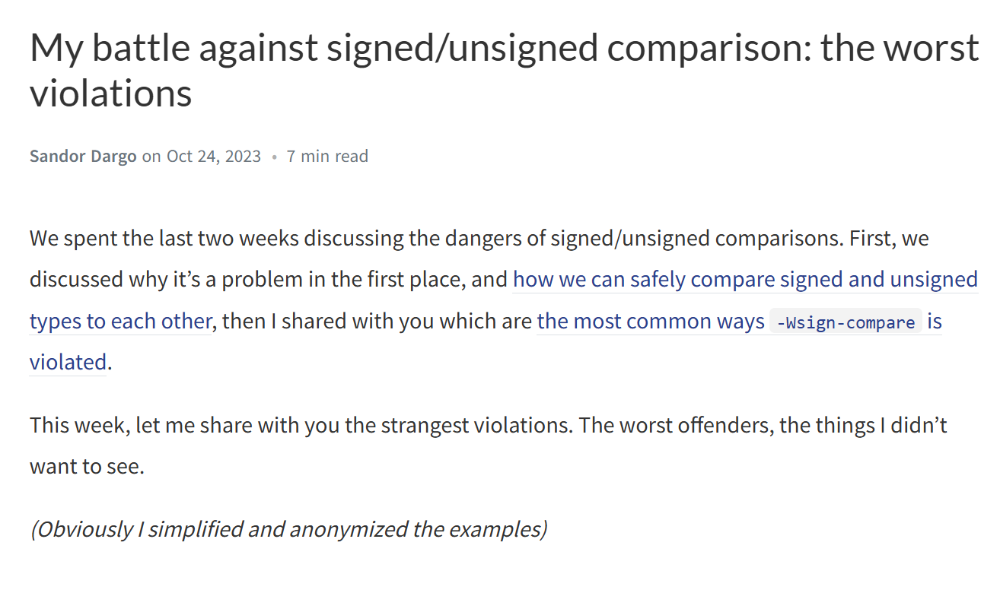 My battle against signed/unsigned comparison: the worst
violations
Sandor Dargo on Oct 24, 2023 • 7 min read
We spent the last two weeks discussing the dangers of signed/unsigned comparisons. First, we
discussed why it’s a problem in the first place, and how we can safely compare signed and unsigned
types to each other, then I shared with you which are the most common ways -Wsign-compare is
violated.
This week, let me share with you the strangest violations. The worst offenders, the things I didn’t
want to see.
(Obviously I simplified and anonymized the examples)